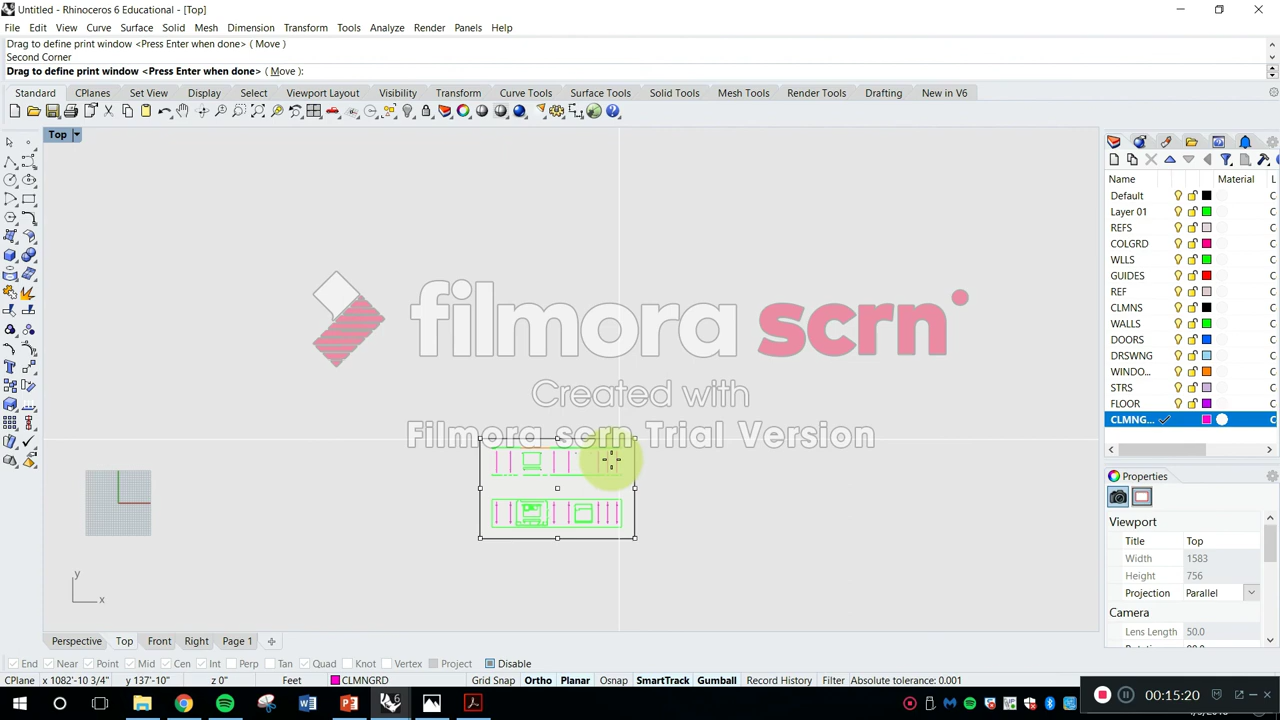 Untitled - Rhinoceros 6 Educational - [Top]
File Edit View Curve Surface Solid Mesh Dimension Transform Tools Analyze Render Panels Help
Drag to define print window <Press Enter when done> ( Move )
Second Corner
Drag to define print window <Press Enter when done> ( Move ):
Standard CPlanes Set View Display Select Viewport Layout Visibility Transform Curve Tools Surface Tools Solid Tools Mesh Tools Render Tools Drafting New in V6
Top
Name Material L
Default C
Layer 01 C
REFS C
COLGRD C
WLLS C
GUIDES C
REF C
CLMNS C
WALLS C
DOORS C
DRSWNG C
WINDO... C
STRS C
FLOOR C
CLMNG... C
filmora scrn
Created with
Filmora scrn Trial Version
Properties
Viewport
Title Top
Width 1583
Height 756
Projection Parallel
Camera
Lens Length 50.0
y
x
Perspective Top Front Right Page 1
End Near Point Mid Cen Int Perp Tan Quad Knot Vertex Project Disable
CPlane x 1082'-10 3/4" y 137'-10" z 0" Feet CLMNGRD Grid Snap Ortho Planar Osnap SmartTrack Gumball Record History Filter Absolute tolerance: 0.001
00:15:20